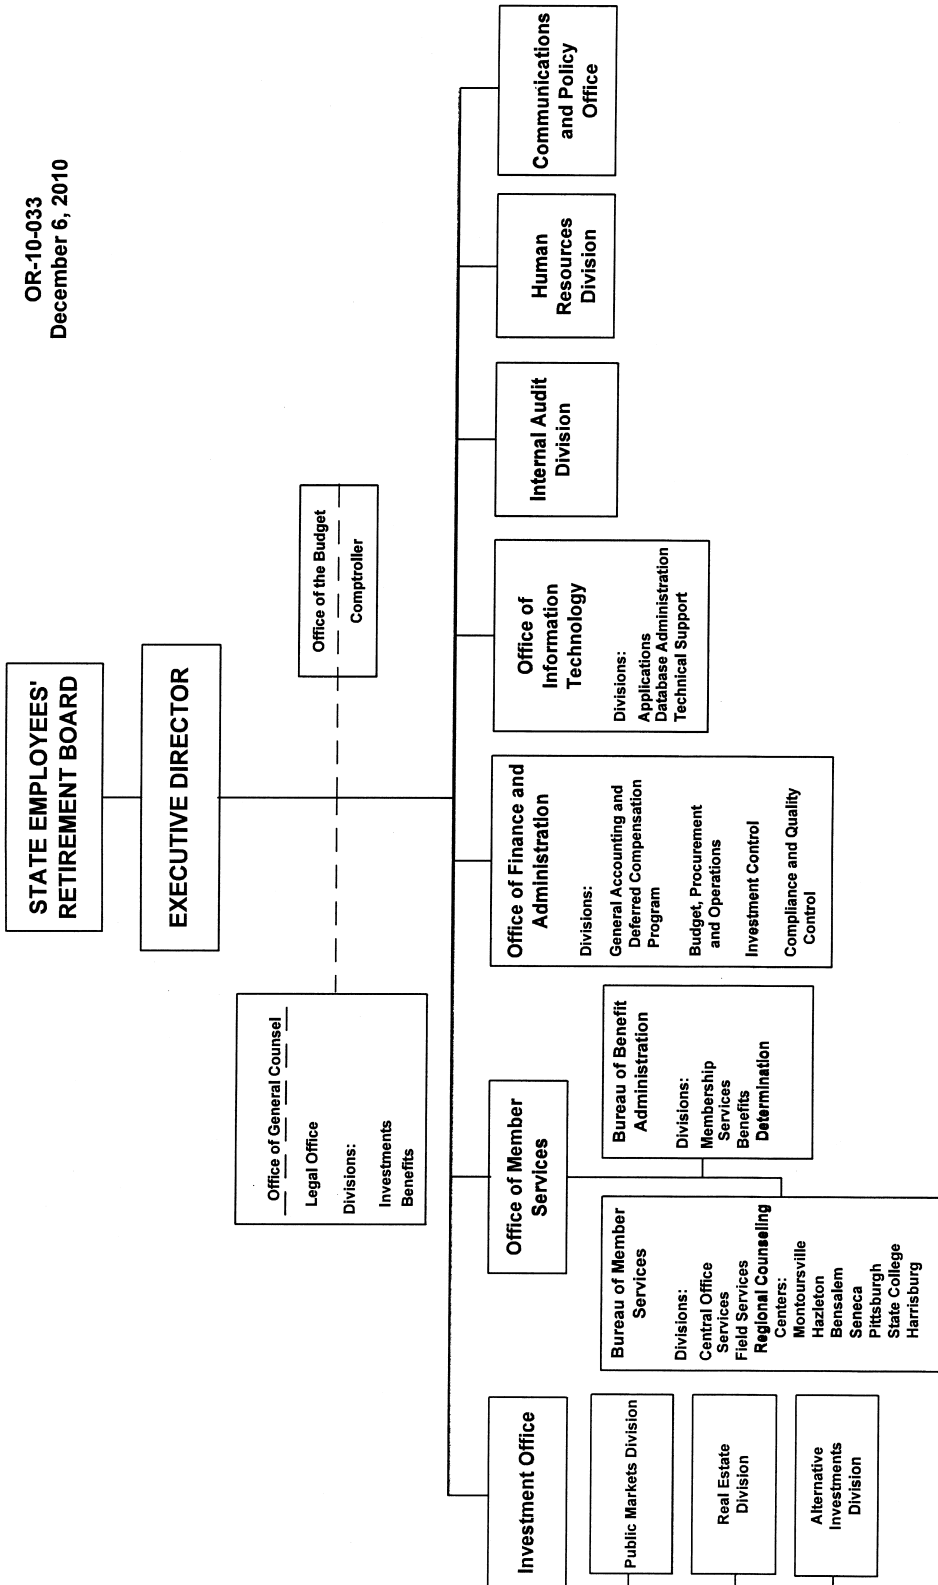 OR-10-033
December 6, 2010
STATE EMPLOYEES'
RETIREMENT BOARD
EXECUTIVE DIRECTOR
Office of General Counsel
Legal Office
Divisions:
Investments
Benefits
Office of the Budget
Comptroller
Investment Office
Public Markets Division
Real Estate
Division
Alternative
Investments
Division
Office of Member
Services
Bureau of Member
Services
Divisions:
Central Office
Services
Field Services
Regional Counseling
Centers:
Montoursville
Hazleton
Bensalem
Seneca
Pittsburgh
State College
Harrisburg
Bureau of Benefit
Administration
Divisions:
Membership
Services
Benefits
Determination
Office of Finance and
Administration
Divisions:
General Accounting and
Deferred Compensation
Program
Budget, Procurement
and Operations
Investment Control
Compliance and Quality
Control
Office of
Information
Technology
Divisions:
Applications
Database Administration
Technical Support
Internal Audit
Division
Human
Resources
Division
Communications
and Policy
Office